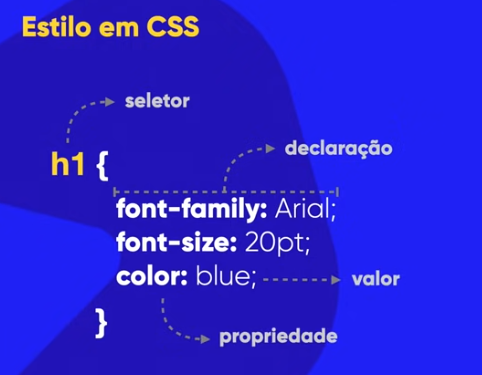 Estilo em CSS
seletor
h1 {
declaração
font-family: Arial;
font-size: 20pt;
color: blue; valor
}
propriedade